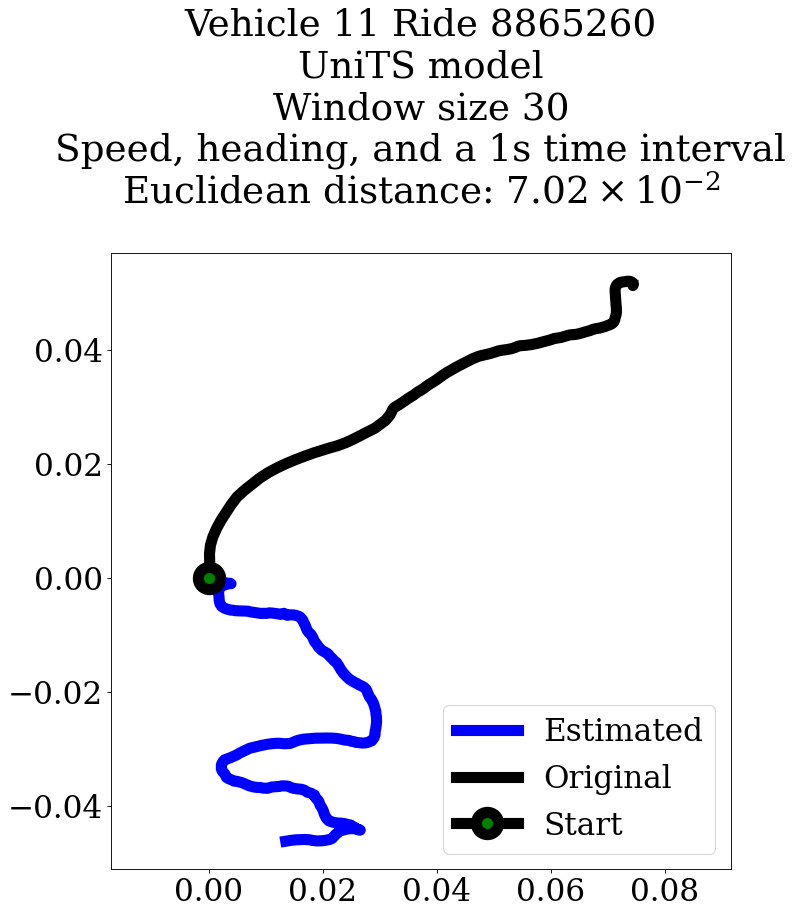 Vehicle 11 Ride 8865260
UniTS model
Window size 30
Speed, heading, and a 1s time interval
Euclidean distance: 7.02 × 10⁻²
0.04
0.02
0.00
−0.02
−0.04
Estimated
Original
Start
0.00 0.02 0.04 0.06 0.08